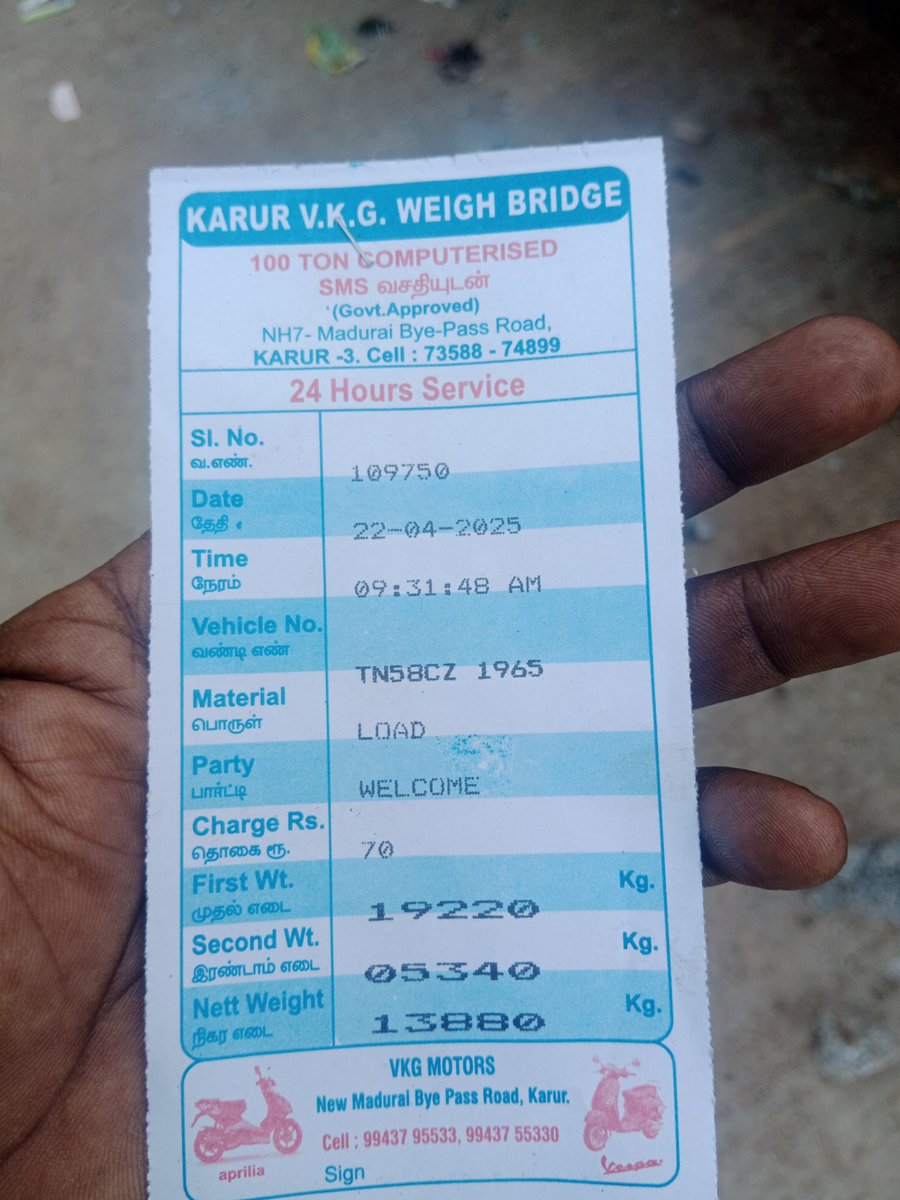 KARUR V.K.G. WEIGH BRIDGE
100 TON COMPUTERISED
SMS வசதியுடன்
(Govt.Approved)
NH7- Madurai Bye-Pass Road,
KARUR -3. Cell : 73588 - 74899
24 Hours Service
Sl. No.
வ.எண்.
109750
Date
தேதி
22-04-2025
Time
நேரம்
09:31:48 AM
Vehicle No.
வண்டி எண்
TN58CZ 1965
Material
பொருள்
LOAD
Party
பார்ட்டி
WELCOME
Charge Rs.
தொகை ரூ.
70
First Wt.
முதல் எடை
19220 Kg.
Second Wt.
இரண்டாம் எடை
05340 Kg.
Nett Weight
நிகர எடை
13880 Kg.
VKG MOTORS
New Madurai Bye Pass Road, Karur.
Cell : 99437 95533, 99437 55330
aprilia
Sign
Vespa